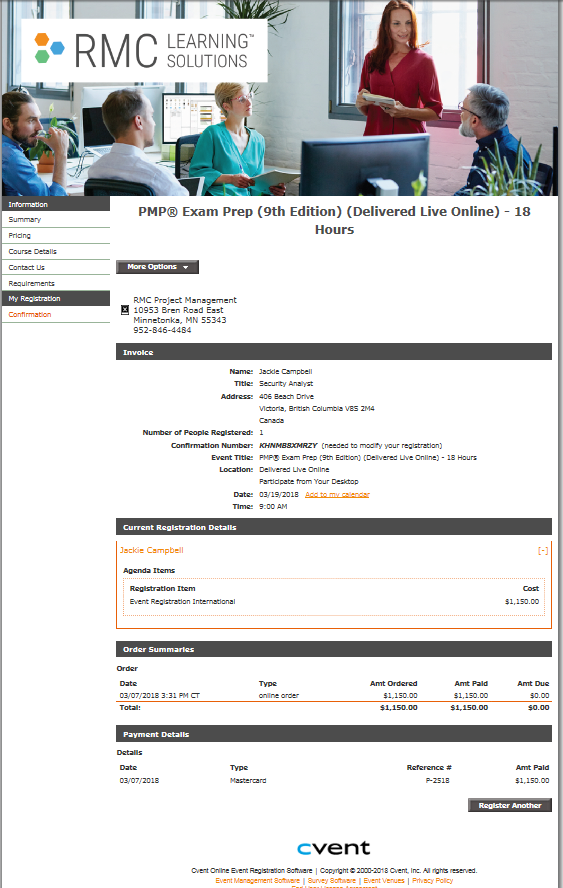 RMC LEARNING™
SOLUTIONS
Information
Summary
Pricing
Course Details
Contact Us
Requirements
My Registration
Confirmation
PMP® Exam Prep (9th Edition) (Delivered Live Online) - 18
Hours
More Options
RMC Project Management
10953 Bren Road East
Minnetonka, MN 55343
952-846-4484
Invoice
Name: Jackie Campbell
Title: Security Analyst
Address: 406 Beach Drive
Victoria, British Columbia V8S 2M4
Canada
Number of People Registered: 1
Confirmation Number: KHNMB8XMRZY (needed to modify your registration)
Event Title: PMP® Exam Prep (9th Edition) (Delivered Live Online) - 18 Hours
Location: Delivered Live Online
Participate from Your Desktop
Date: 03/19/2018 Add to my calendar
Time: 9:00 AM
Current Registration Details
Jackie Campbell [-]
Agenda Items
Registration Item Cost
Event Registration International $1,150.00
Order Summaries
Order
Date Type Amt Ordered Amt Paid Amt Due
03/07/2018 3:31 PM CT online order $1,150.00 $1,150.00 $0.00
Total: $1,150.00 $1,150.00 $0.00
Payment Details
Details
Date Type Reference # Amt Paid
03/07/2018 Mastercard P-2518 $1,150.00
Register Another
cvent
Cvent Online Event Registration Software | Copyright © 2000-2018 Cvent, Inc. All rights reserved.
Event Management Software | Survey Software | Event Venues | Privacy Policy